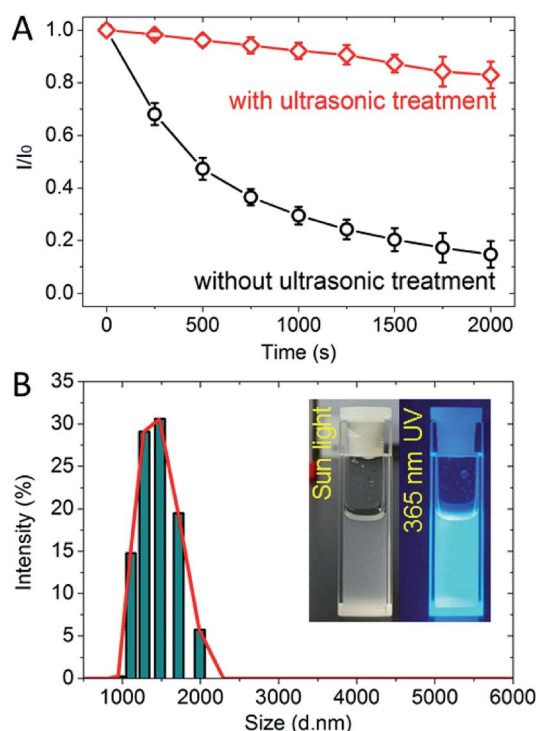 A
1.0
0.8
0.6
0.4
0.2
0.0
I/I₀
with ultrasonic treatment
without ultrasonic treatment
0 500 1000 1500 2000
Time (s)
B
35
30
25
20
15
10
5
0
Intensity (%)
Sun light
365 nm UV
1000 2000 3000 4000 5000 6000
Size (d.nm)